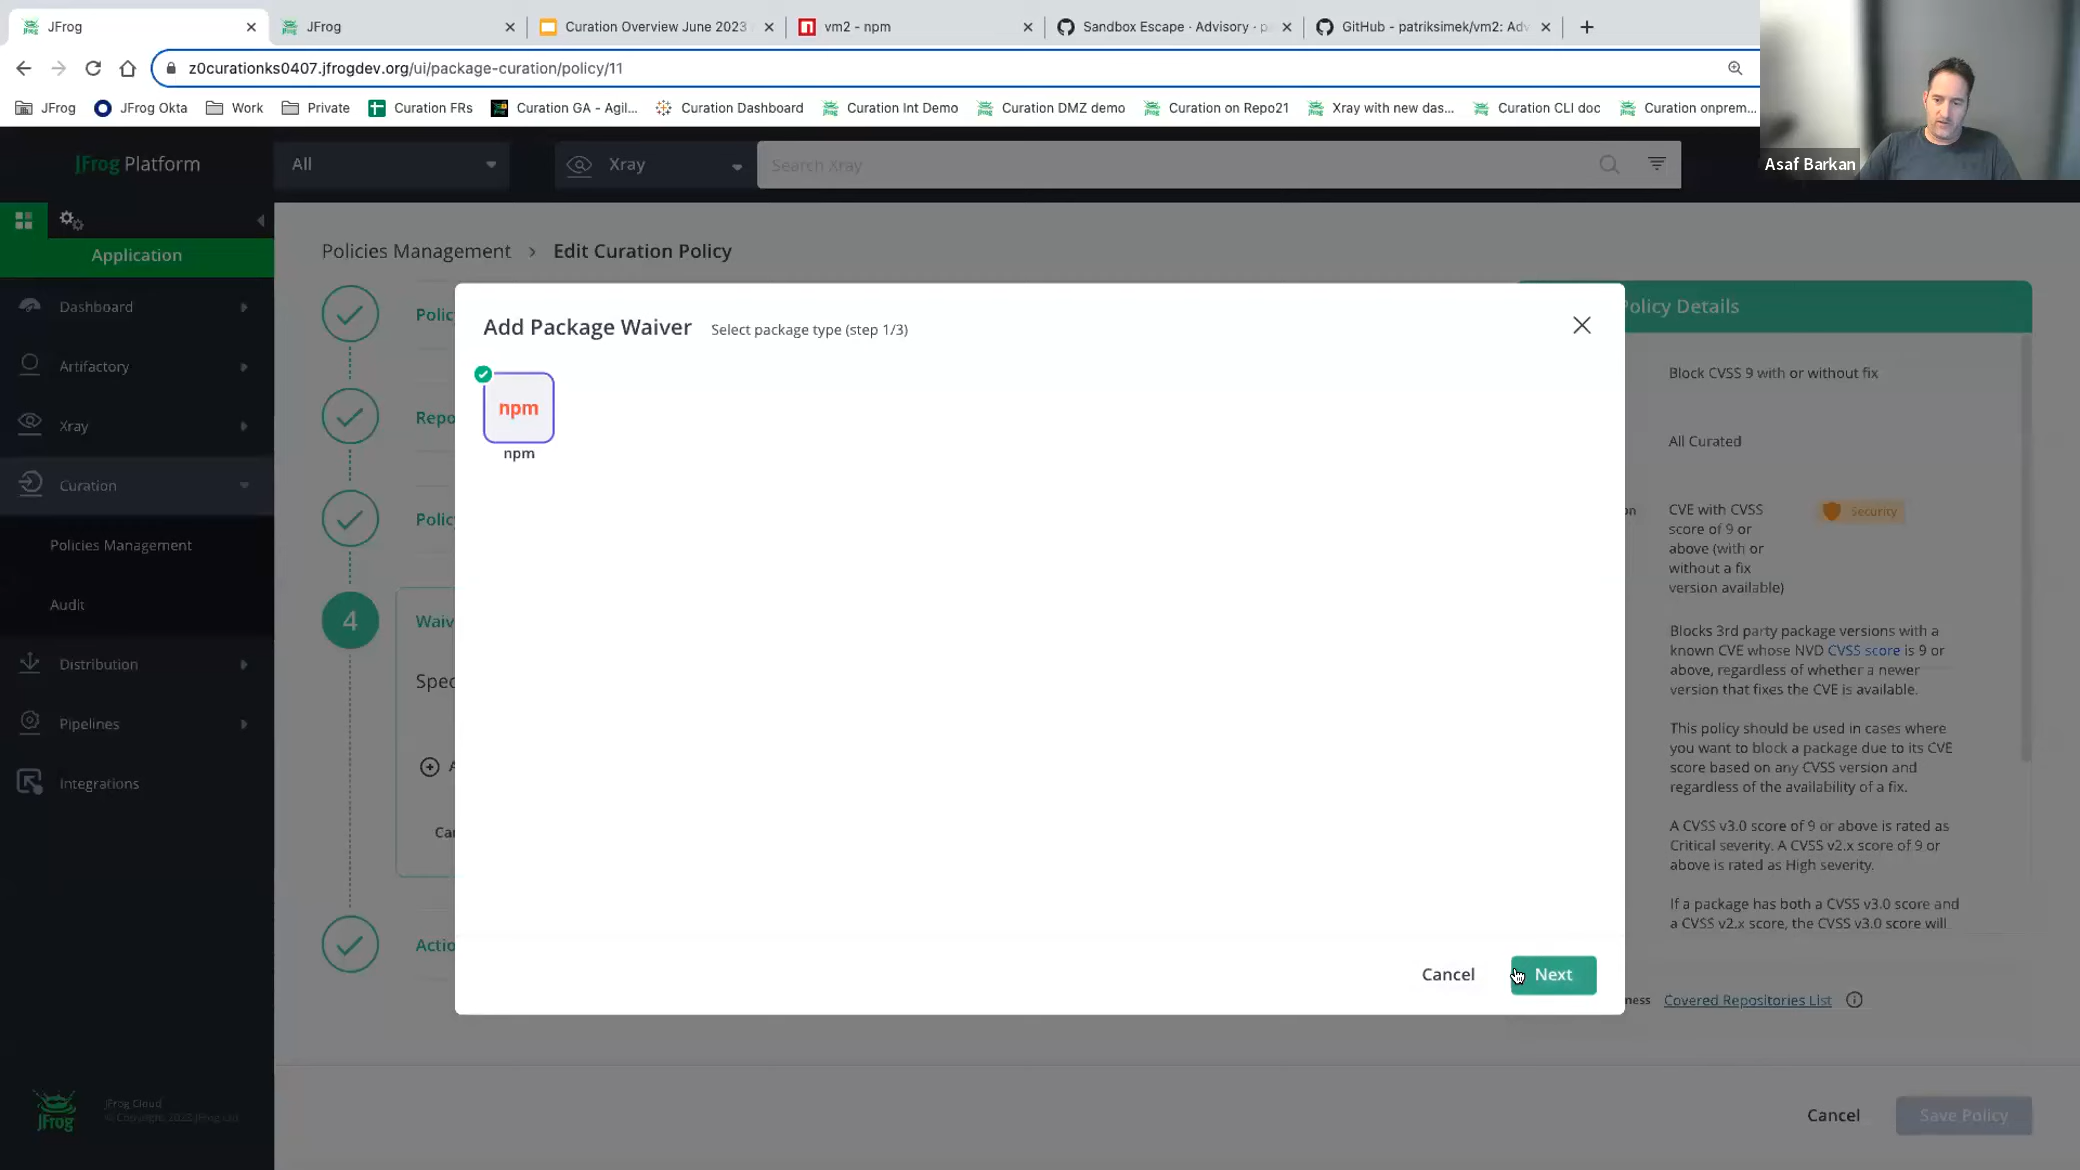 JFrog
JFrog
Curation Overview June 2023
vm2 - npm
Sandbox Escape · Advisory · pa
GitHub - patriksimek/vm2: Adv
z0curationks0407.jfrogdev.org/ui/package-curation/policy/11
JFrog
JFrog Okta
Work
Private
Curation FRs
Curation GA - Agil...
Curation Dashboard
Curation Int Demo
Curation DMZ demo
Curation on Repo21
Xray with new das...
Curation CLI doc
Curation onprem...
Asaf Barkan
JFrog Platform
All
Xray
Search Xray
Application
Dashboard
Artifactory
Xray
Curation
Policies Management
Audit
Distribution
Pipelines
Integrations
JFrog
JFrog Cloud
Policies Management > Edit Curation Policy
Polic
Repo
Polic
4
Waiv
Spec
A
Ca
Actio
Add Package Waiver Select package type (step 1/3)
npm
npm
Cancel
Next
Policy Details
Block CVSS 9 with or without fix
All Curated
on
CVE with CVSS
score of 9 or
above (with or
without a fix
version available)
Security
Blocks 3rd party package versions with a
known CVE whose NVD CVSS score is 9 or
above, regardless of whether a newer
version that fixes the CVE is available.
This policy should be used in cases where
you want to block a package due to its CVE
score based on any CVSS version and
regardless of the availability of a fix.
A CVSS v3.0 score of 9 or above is rated as
Critical severity. A CVSS v2.x score of 9 or
above is rated as High severity.
If a package has both a CVSS v3.0 score and
a CVSS v2.x score, the CVSS v3.0 score will
ness
Covered Repositories List
Cancel
Save Policy